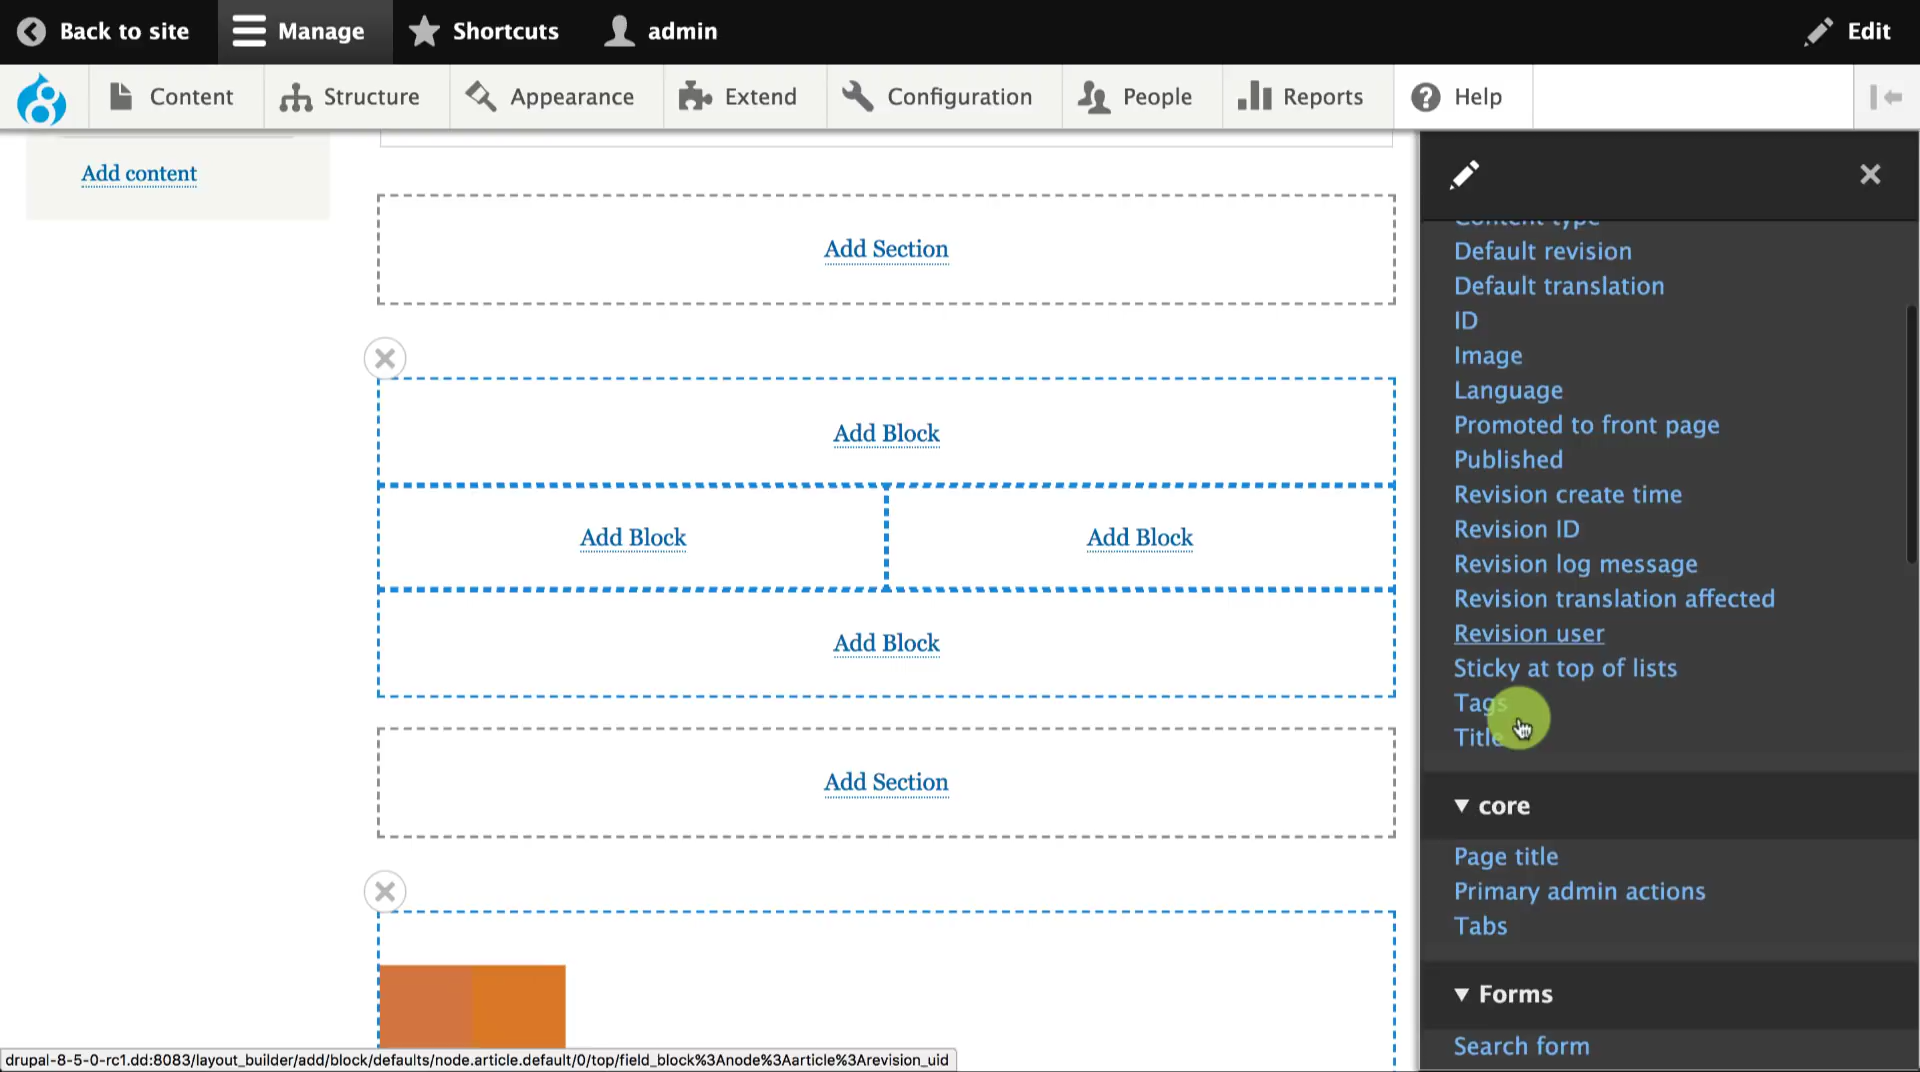 Back to site
Manage
Shortcuts
admin
Edit
Content
Structure
Appearance
Extend
Configuration
People
Reports
Help
Add content
Add Section
Add Block
Add Block
Add Block
Add Block
Add Section
Content type
Default revision
Default translation
ID
Image
Language
Promoted to front page
Published
Revision create time
Revision ID
Revision log message
Revision translation affected
Revision user
Sticky at top of lists
Tags
Title
core
Page title
Primary admin actions
Tabs
Forms
Search form
drupal-8-5-0-rc1.dd:8083/layout_builder/add/block/defaults/node.article.default/0/top/field_block%3Anode%3Aarticle%3Arevision_uid